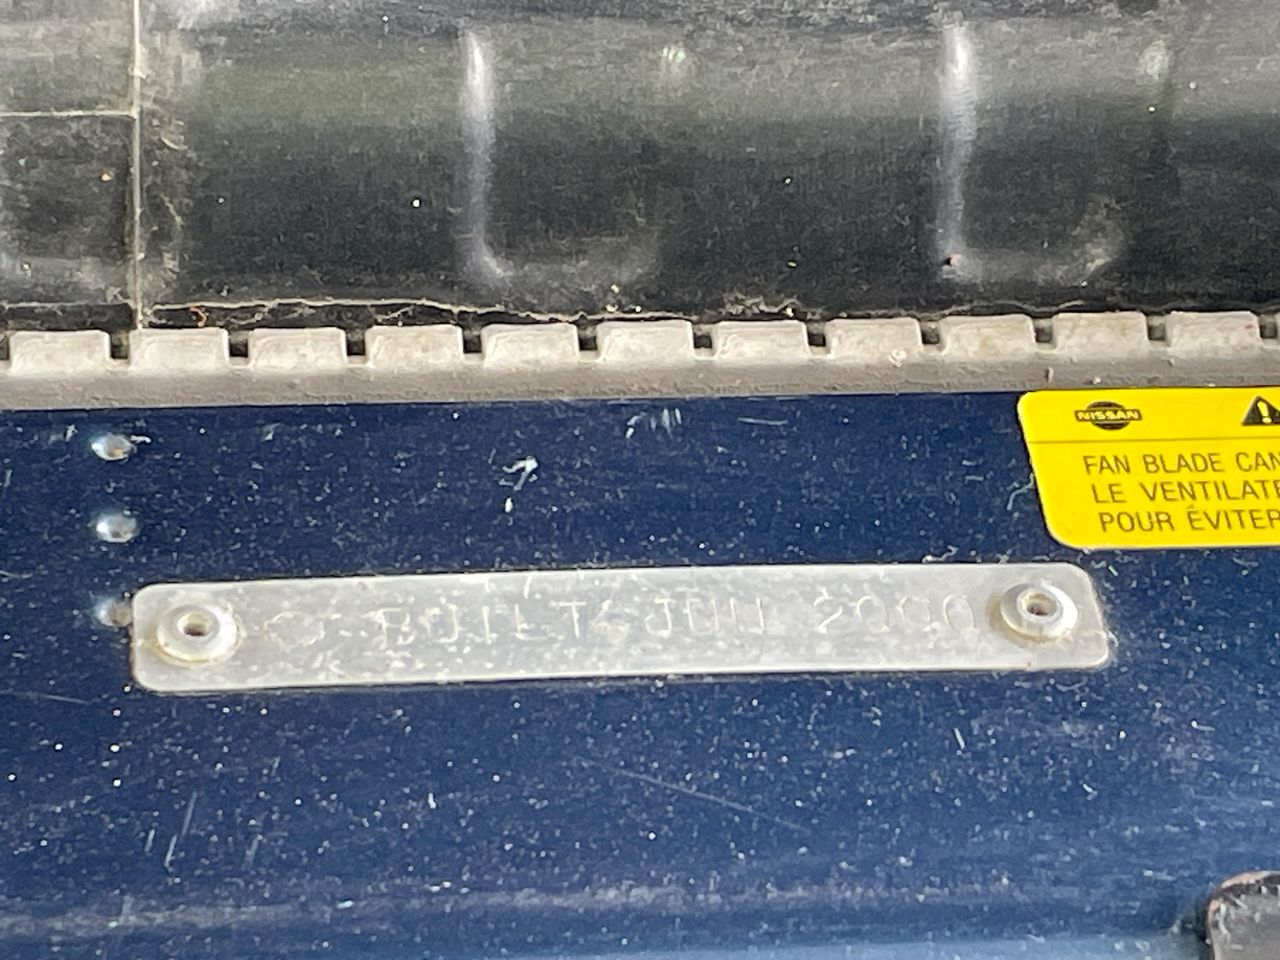 NISSAN
FAN BLADE CAN
LE VENTILATE
POUR ÉVITER
BUILT JUN 2000